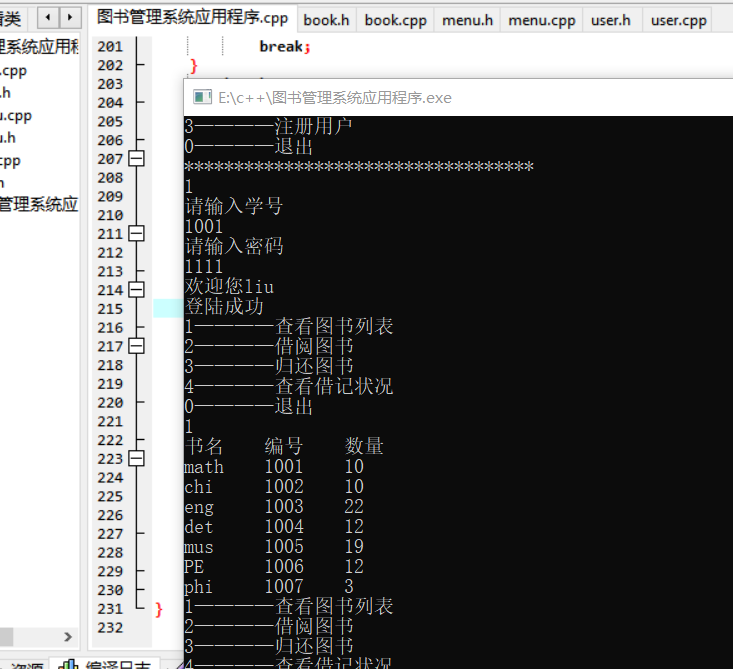 图书管理系统应用程序.cpp book.h book.cpp menu.h menu.cpp user.h user.cpp
理系统应用
.cpp
.h
.cpp
.h
.cpp
管理系统应
201 break;
202 }
203
204
205
206
207
208
209
210
211
212
213
214
215
216
217
218
219
220
221
222
223
224
225
226
227
228
229
230
231 }
232
E:\c++\图书管理系统应用程序.exe
3————注册用户
0————退出
***********************************
1
请输入学号
1001
请输入密码
1111
欢迎您liu
登陆成功
1————查看图书列表
2————借阅图书
3————归还图书
4————查看借记状况
0————退出
1
书名 编号 数量
math 1001 10
chi 1002 10
eng 1003 22
det 1004 12
mus 1005 19
PE 1006 12
phi 1007 3
1————查看图书列表
2————借阅图书
3————归还图书
4————查看借记状况
资源 编译日志